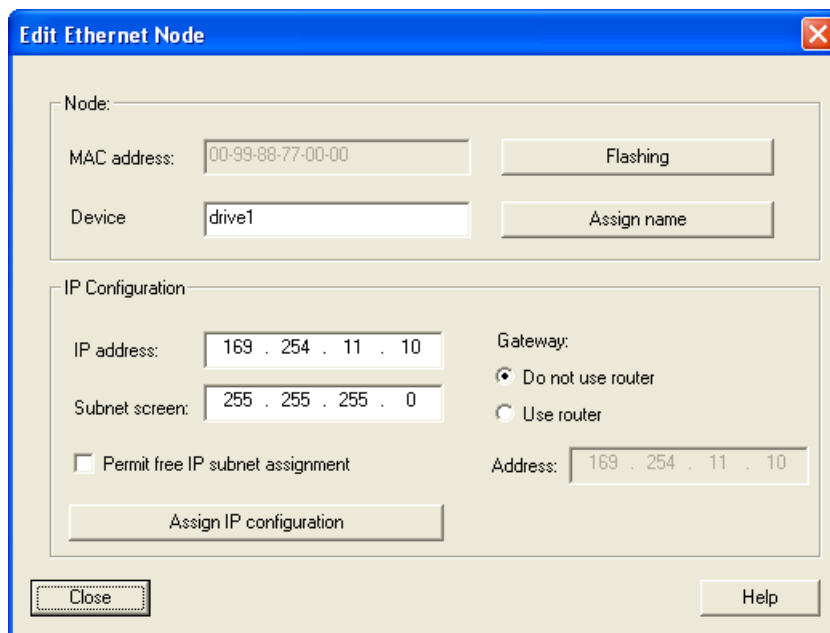 Edit Ethernet Node
Node:
MAC address: 00-99-88-77-00-00 Flashing
Device drive1 Assign name
IP Configuration
IP address: 169 . 254 . 11 . 10
Gateway:
Do not use router
Subnet screen: 255 . 255 . 255 . 0
Use router
Permit free IP subnet assignment
Address: 169 . 254 . 11 . 10
Assign IP configuration
Close Help